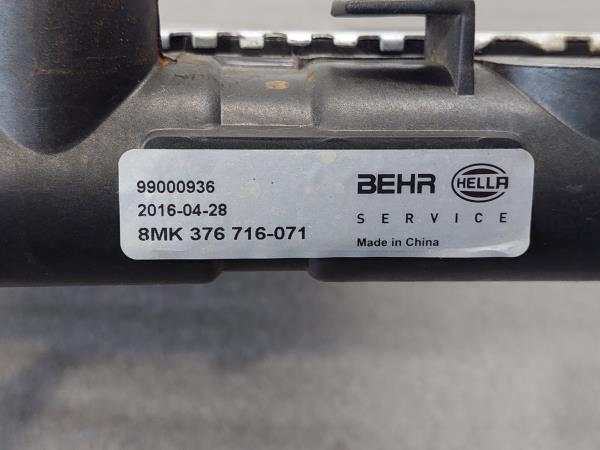 99000936
2016-04-28
8MK 376 716-071
BEHR HELLA
SERVICE
Made in China